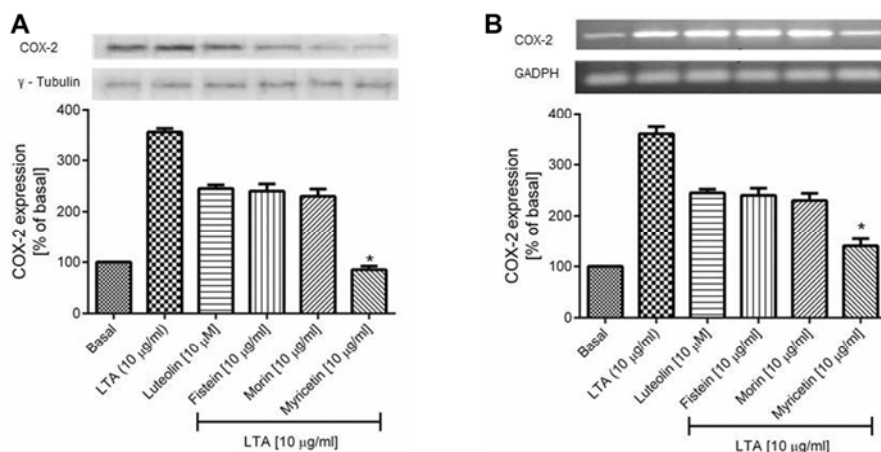 A
COX-2
γ - Tubulin
COX-2 expression
[% of basal]
400
300
200
100
0
Basal
LTA (10 μg/ml)
Luteolin [10 μM]
Fistein [10 μg/ml]
Morin [10 μg/ml]
Myricetin [10 μg/ml]
*
LTA [10 μg/ml]
B
COX-2
GADPH
COX-2 expression
[% of basal]
400
300
200
100
0
Basal
LTA (10 μg/ml)
Luteolin [10 μM]
Fistein [10 μg/ml]
Morin [10 μg/ml]
Myricetin [10 μg/ml]
*
LTA [10 μg/ml]